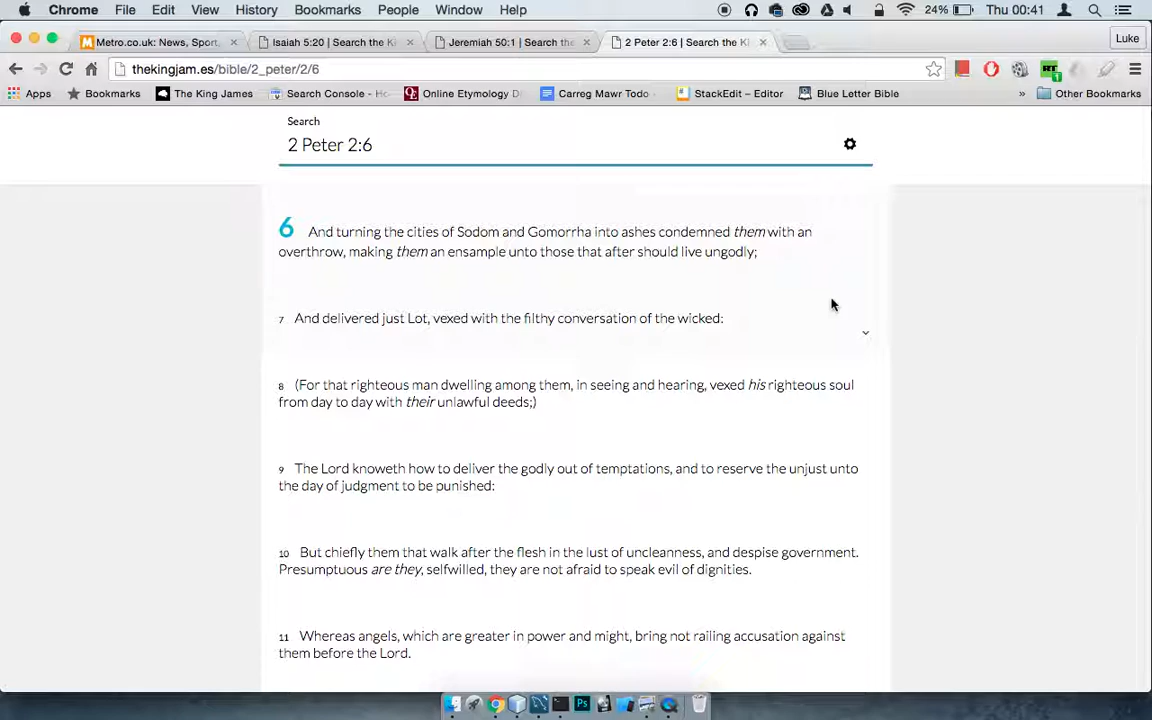 Chrome File Edit View History Bookmarks People Window Help 24% Thu 00:41
Metro.co.uk: News, Sport, Isaiah 5:20 | Search the Ki Jeremiah 50:1 | Search the 2 Peter 2:6 | Search the Ki Luke
thekingjam.es/bible/2_peter/2/6
Apps Bookmarks The King James Search Console - Ho Online Etymology D Carreg Mawr Todo StackEdit – Editor Blue Letter Bible » Other Bookmarks
Search
2 Peter 2:6
6 And turning the cities of Sodom and Gomorrha into ashes condemned them with an
overthrow, making them an ensample unto those that after should live ungodly;
7 And delivered just Lot, vexed with the filthy conversation of the wicked:
8 (For that righteous man dwelling among them, in seeing and hearing, vexed his righteous soul
from day to day with their unlawful deeds;)
9 The Lord knoweth how to deliver the godly out of temptations, and to reserve the unjust unto
the day of judgment to be punished:
10 But chiefly them that walk after the flesh in the lust of uncleanness, and despise government.
Presumptuous are they, selfwilled, they are not afraid to speak evil of dignities.
11 Whereas angels, which are greater in power and might, bring not railing accusation against
them before the Lord.